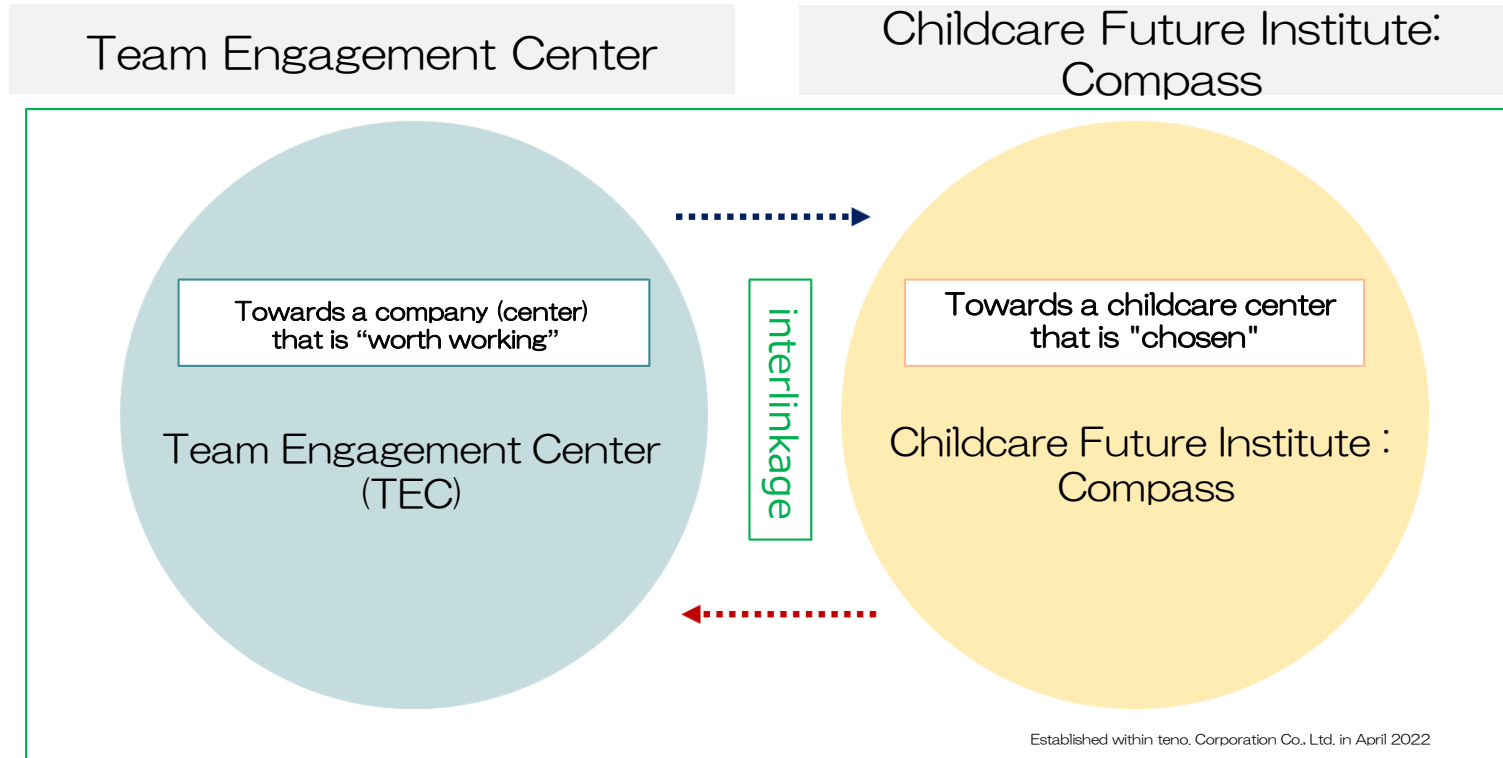 Team Engagement Center
Childcare Future Institute:
Compass
Towards a company (center)
that is “worth working”
Team Engagement Center
(TEC)
interlinkage
Towards a childcare center
that is "chosen"
Childcare Future Institute :
Compass
Established within teno. Corporation Co., Ltd. in April 2022